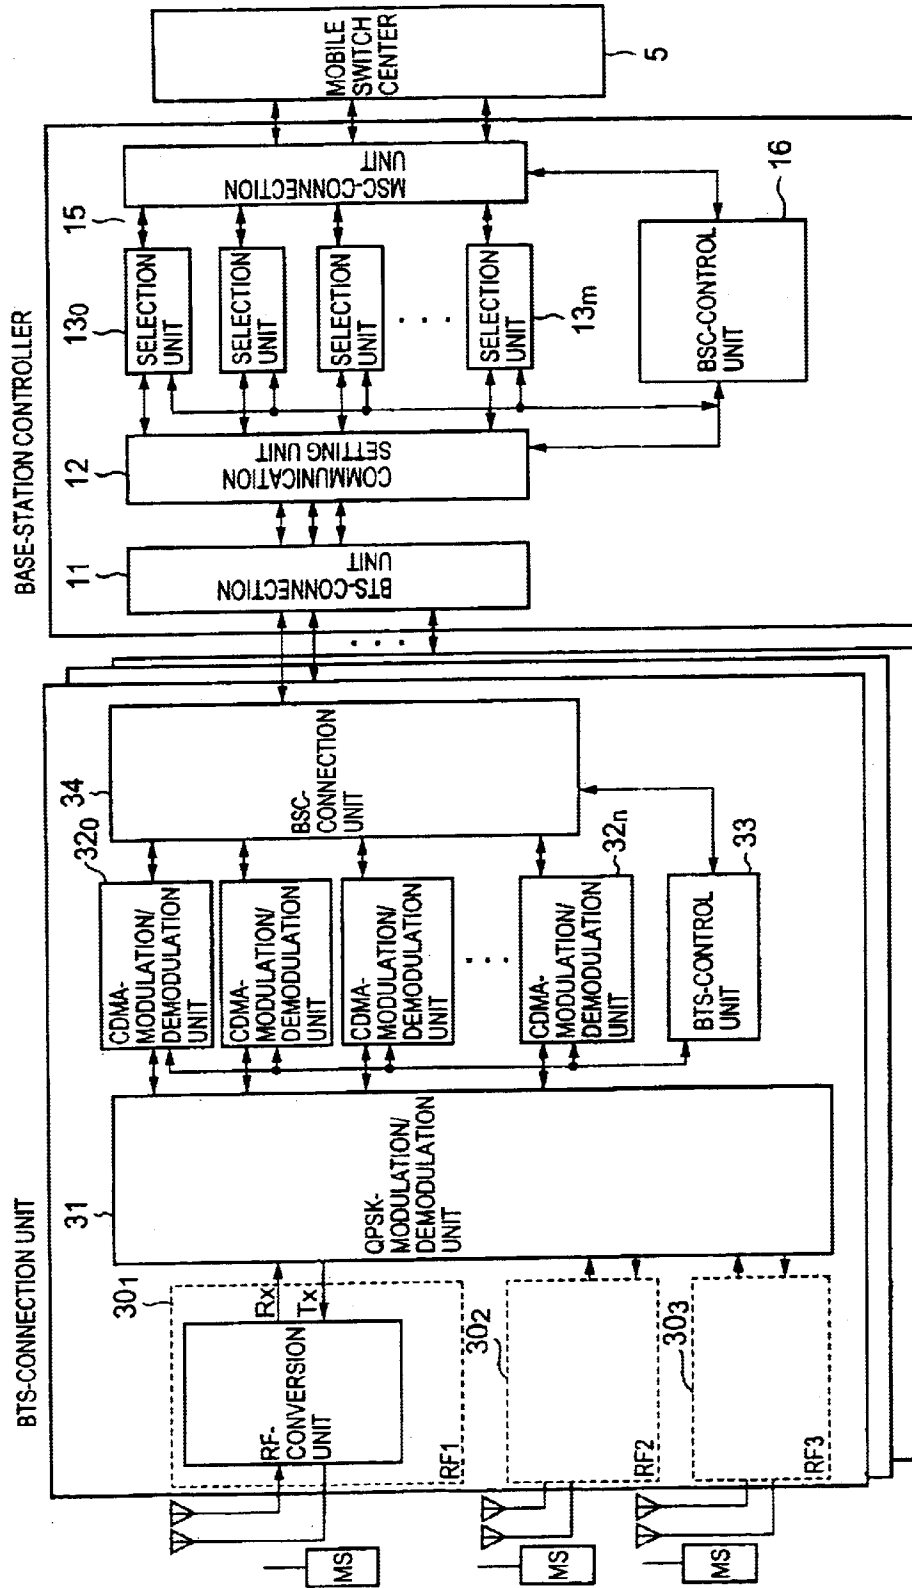 BTS-CONNECTION UNIT
BASE-STATION CONTROLLER
MS
MS
MS
301
RF-
CONVERSION
UNIT
RF1
Rx
Tx
302
RF2
303
RF3
31
QPSK-
MODULATION/
DEMODULATION
UNIT
320
CDMA-
MODULATION/
DEMODULATION
UNIT
CDMA-
MODULATION/
DEMODULATION
UNIT
CDMA-
MODULATION/
DEMODULATION
UNIT
. . .
CDMA-
MODULATION/
DEMODULATION
UNIT
32n
BTS-CONTROL
UNIT
33
34
BSC-
CONNECTION
UNIT
. . .
11
BTS-CONNECTION
UNIT
12
COMMUNICATION
SETTING UNIT
130
SELECTION
UNIT
SELECTION
UNIT
SELECTION
UNIT
. . .
SELECTION
UNIT
13m
15
MSC-CONNECTION
UNIT
BSC-CONTROL
UNIT
16
MOBILE
SWITCH
CENTER
5